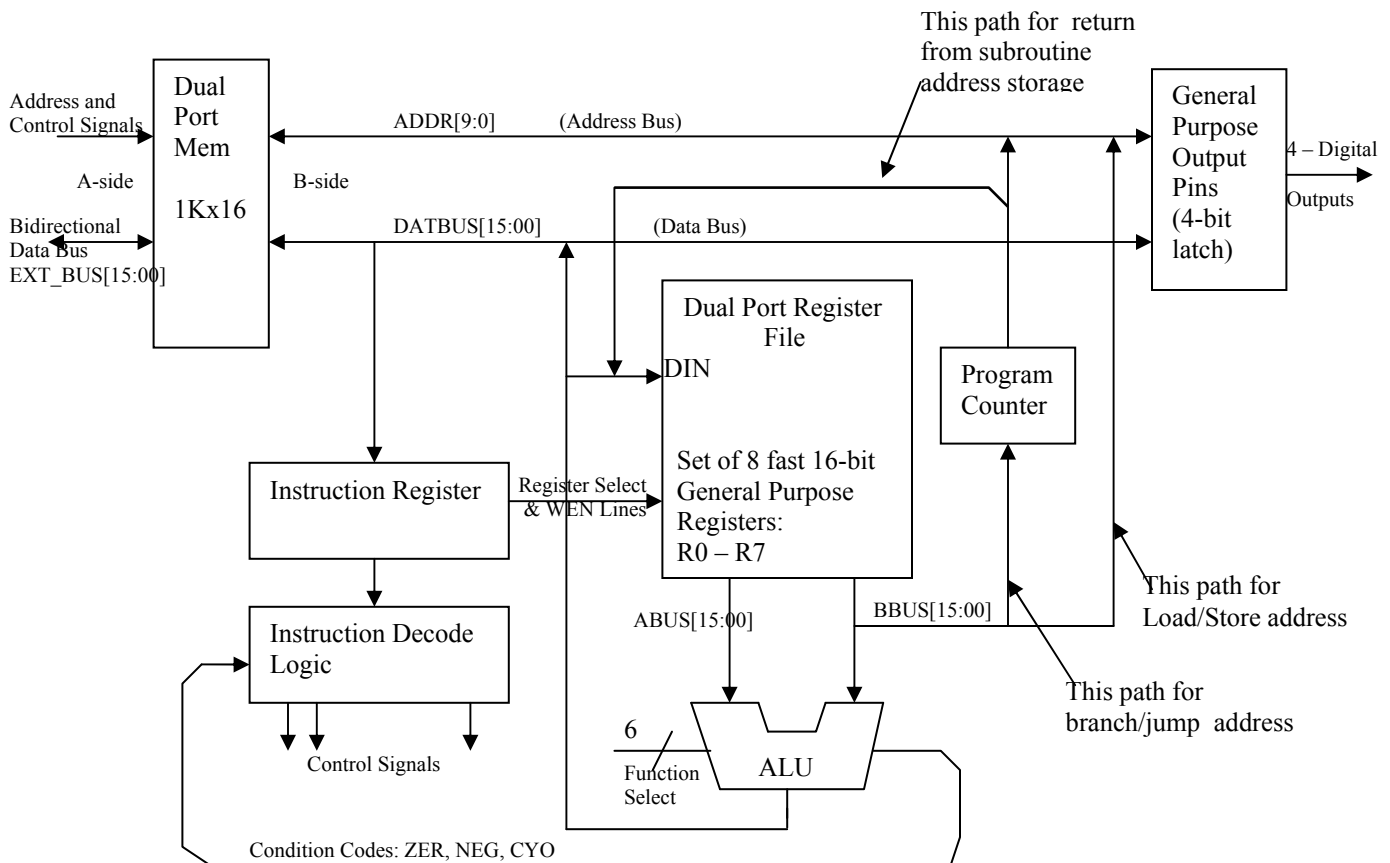 This path for return
from subroutine
address storage
Address and
Control Signals
A-side
Bidirectional
Data Bus
EXT_BUS[15:00]
Dual
Port
Mem
1Kx16
B-side
ADDR[9:0] (Address Bus)
DATBUS[15:00] (Data Bus)
General
Purpose
Output
Pins
(4-bit
latch)
4 – Digital
Outputs
Dual Port Register
File
DIN
Set of 8 fast 16-bit
General Purpose
Registers:
R0 – R7
Program
Counter
Instruction Register
Register Select
& WEN Lines
Instruction Decode
Logic
Control Signals
ABUS[15:00]
BBUS[15:00]
This path for
Load/Store address
This path for
branch/jump address
6
Function
Select
ALU
Condition Codes: ZER, NEG, CYO